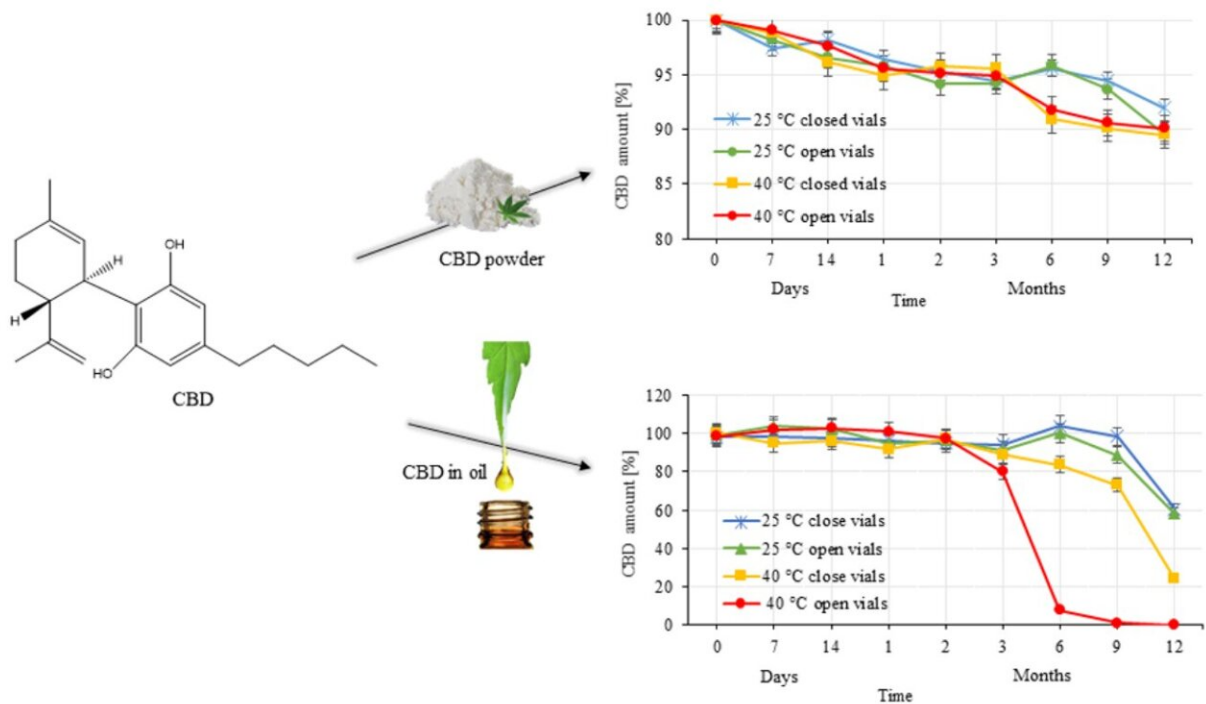 OH
H
H
HO
CBD
CBD powder
CBD in oil
CBD amount [%]
100
95
90
85
80
25 °C closed vials
25 °C open vials
40 °C closed vials
40 °C open vials
0 7 14 1 2 3 6 9 12
Days Months
Time
CBD amount [%]
120
100
80
60
40
20
0
25 °C close vials
25 °C open vials
40 °C close vials
40 °C open vials
0 7 14 1 2 3 6 9 12
Days Months
Time